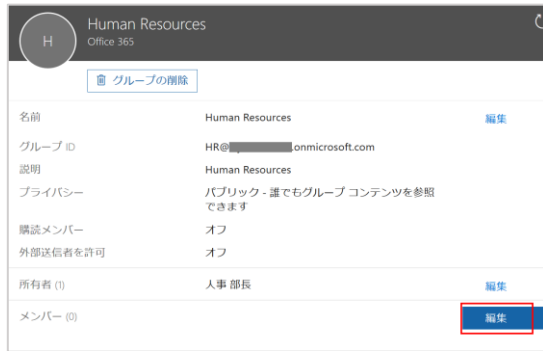 H
Human Resources
Office 365
グループの削除
名前 Human Resources 編集
グループ ID HR@ .onmicrosoft.com
説明 Human Resources
プライバシー パブリック - 誰でもグループ コンテンツを参照
できます
購読メンバー オフ
外部送信者を許可 オフ
所有者 (1) 人事 部長 編集
メンバー (0) 編集